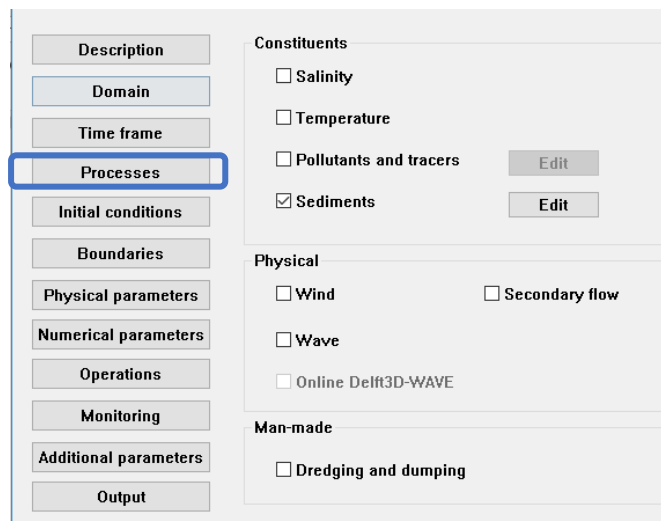 Description
Domain
Time frame
Processes
Initial conditions
Boundaries
Physical parameters
Numerical parameters
Operations
Monitoring
Additional parameters
Output
Constituents
Salinity
Temperature
Pollutants and tracers Edit
Sediments Edit
Physical
Wind Secondary flow
Wave
Online Delft3D-WAVE
Man-made
Dredging and dumping